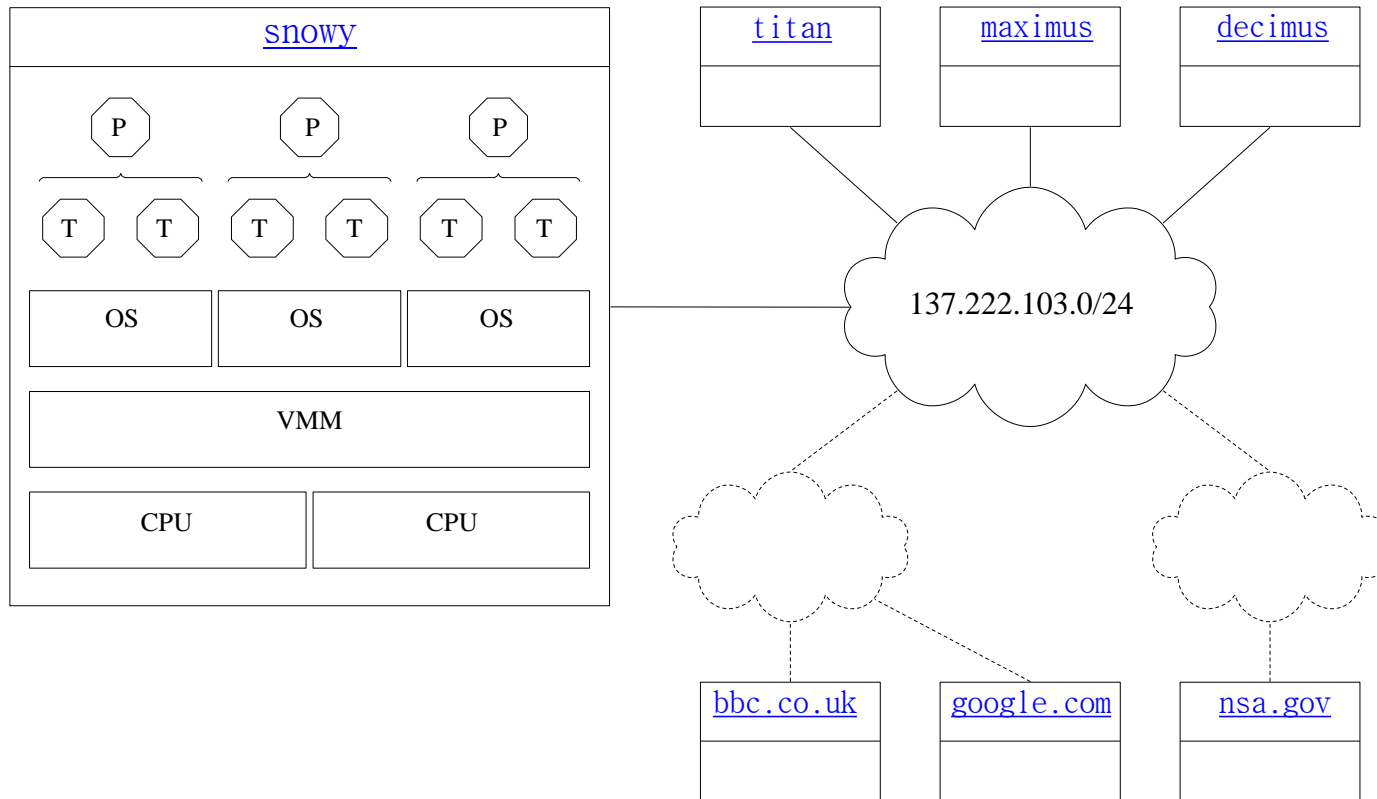 snowy
P P P
T T T T T T
OS OS OS
VMM
CPU CPU
titan maximus decimus
137.222.103.0/24
bbc.co.uk google.com nsa.gov